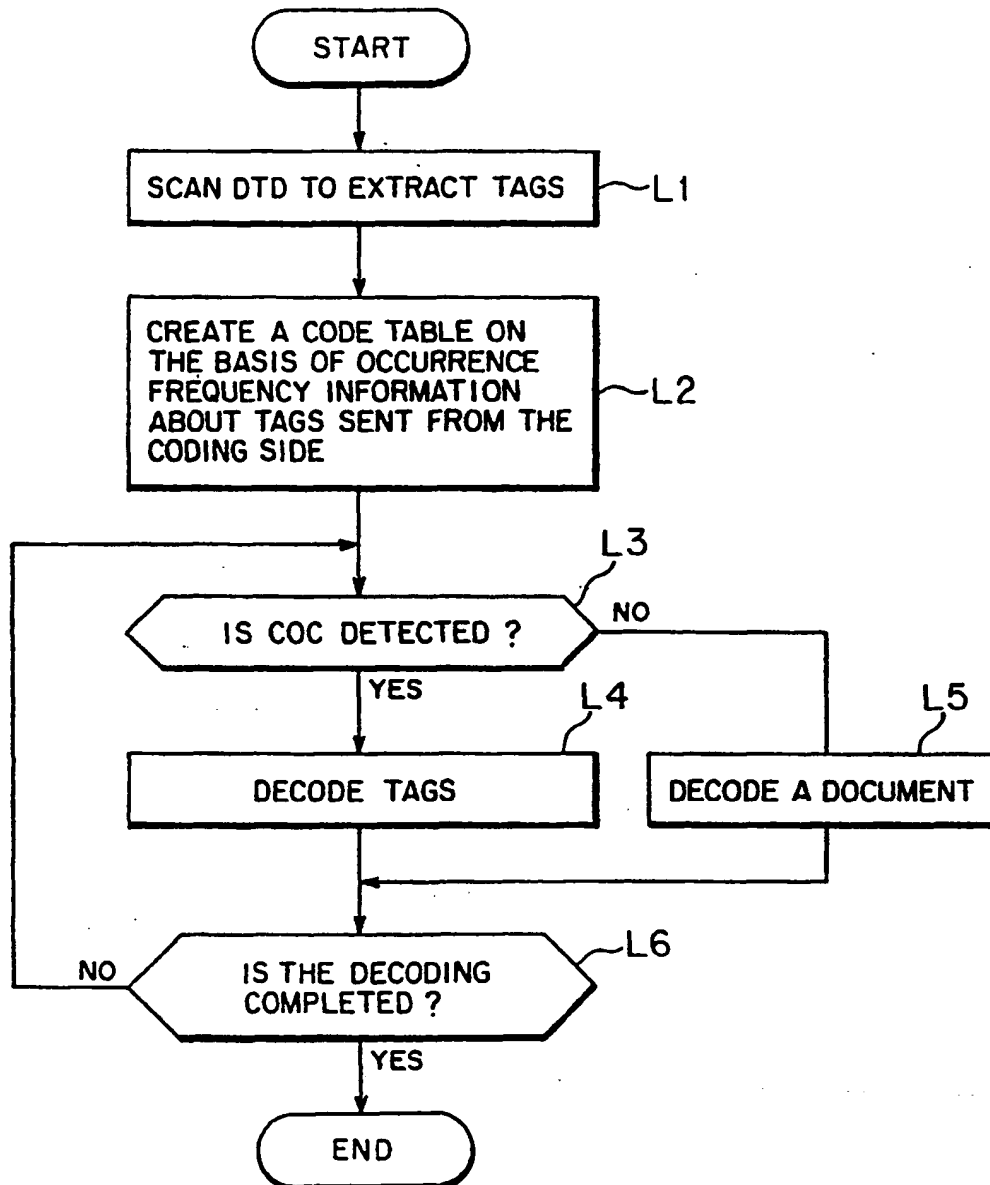 START
SCAN DTD TO EXTRACT TAGS
L1
CREATE A CODE TABLE ON
THE BASIS OF OCCURRENCE
FREQUENCY INFORMATION
ABOUT TAGS SENT FROM THE
CODING SIDE
L2
L3
IS COC DETECTED ?
NO
YES
L4
L5
DECODE TAGS
DECODE A DOCUMENT
L6
NO
IS THE DECODING
COMPLETED ?
YES
END